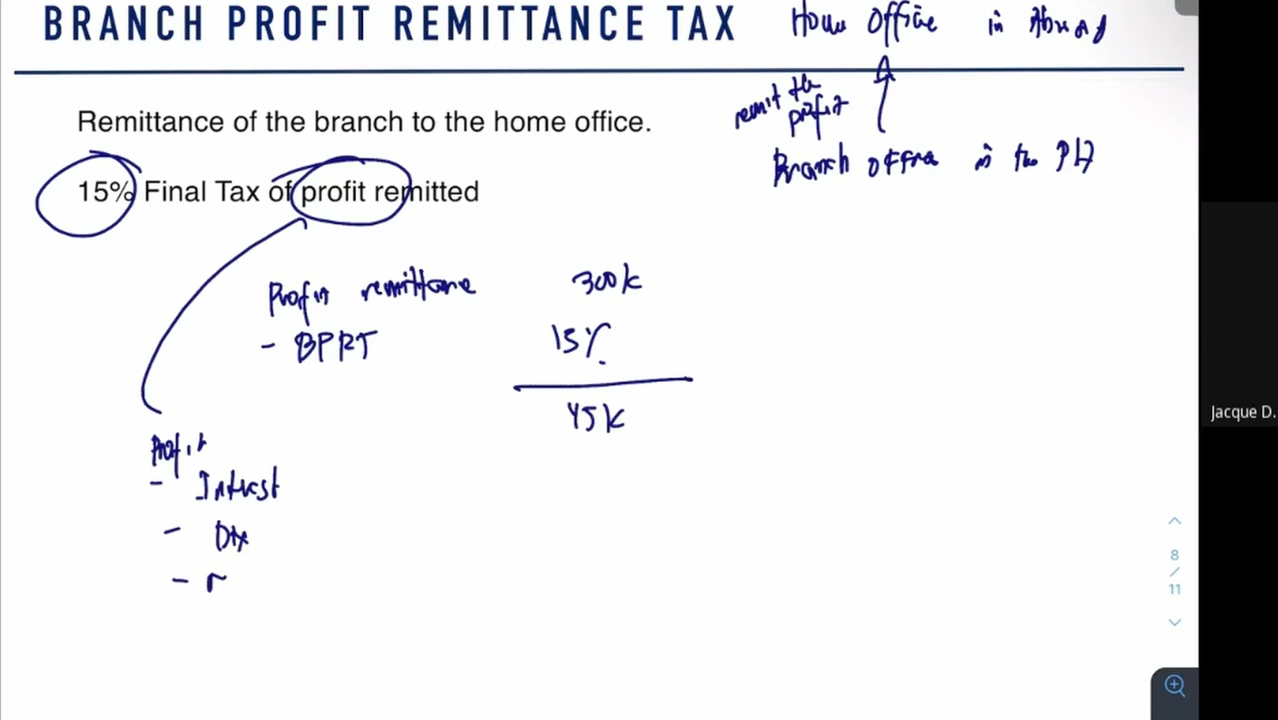 BRANCH PROFIT REMITTANCE TAX
Home Office in Abroad
remit the profit
Remittance of the branch to the home office.
Branch office in the PH
15% Final Tax of profit remitted
Profit remittane 300k
- BPRT 15%
45k
Profit
- Interest
- Div
- r
Jacque D.
8
/
11